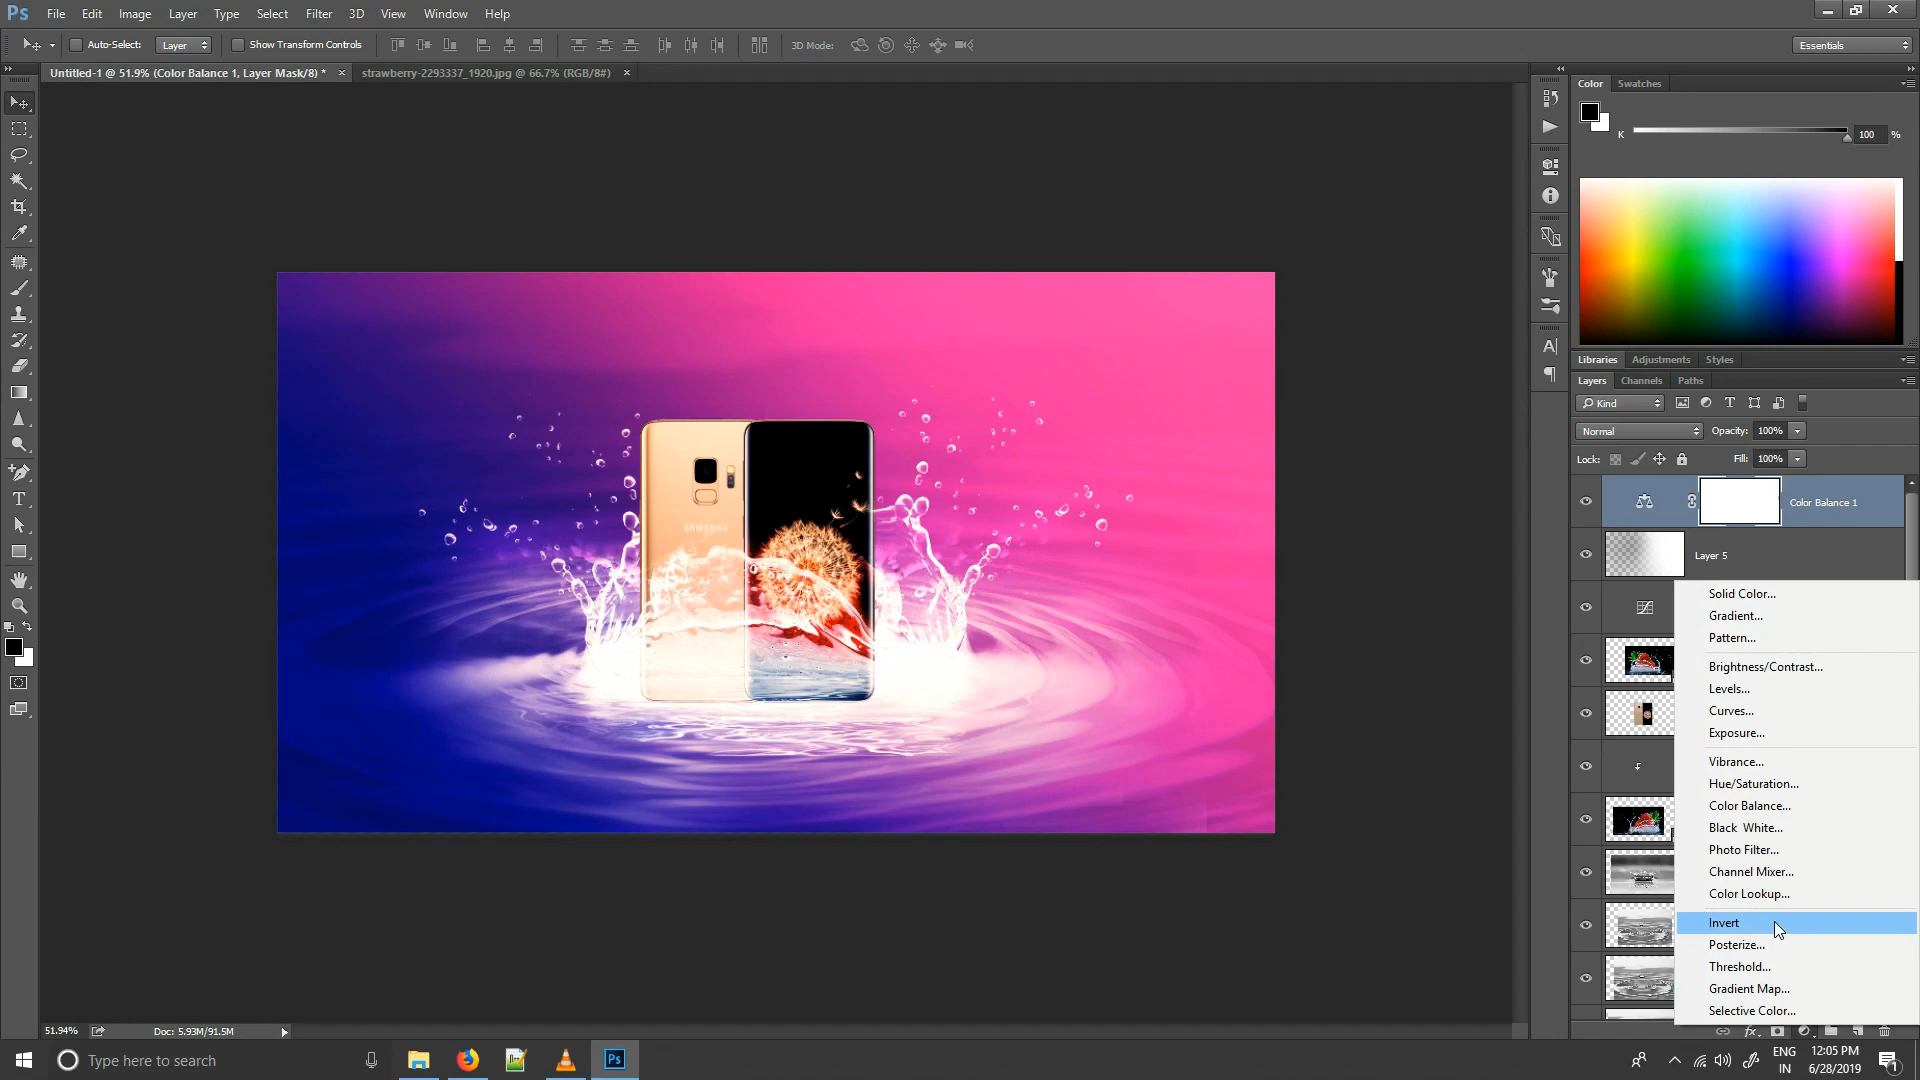 Ps File Edit Image Layer Type Select Filter 3D View Window Help
Auto-Select: Layer Show Transform Controls 3D Mode: Essentials
Untitled-1 @ 51.9% (Color Balance 1, Layer Mask/8) * × strawberry-2293337_1920.jpg @ 66.7% (RGB/8#) ×
Color Swatches
K 100 %
Libraries Adjustments Styles
Layers Channels Paths
Kind
Normal Opacity: 100%
Lock: Fill: 100%
Color Balance 1
Layer 5
SAMSUNG
Solid Color...
Gradient...
Pattern...
Brightness/Contrast...
Levels...
Curves...
Exposure...
Vibrance...
Hue/Saturation...
Color Balance...
Black  White...
Photo Filter...
Channel Mixer...
Color Lookup...
Invert
Posterize...
Threshold...
Gradient Map...
Selective Color...
51.94% Doc: 5.93M/91.5M
Type here to search
Ps
ENG
IN
12:05 PM
6/28/2019
1